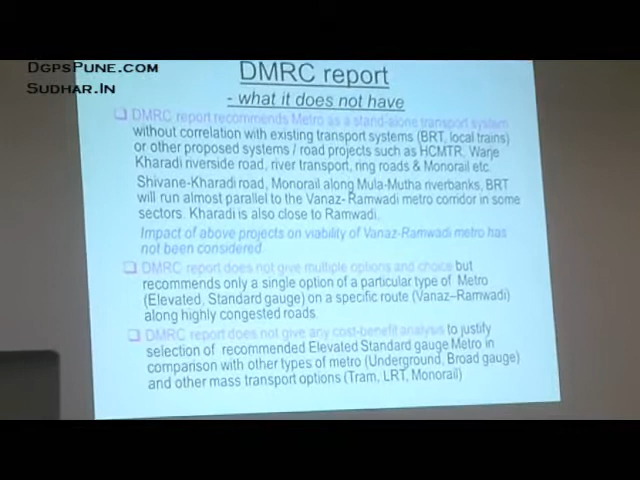 DGPSPUNE.COM
SUDHAR.IN
DMRC report
- what it does not have
DMRC report recommends Metro as a stand-alone transport system
without correlation with existing transport systems (BRT, local trains)
or other proposed systems / road projects such as HCMTR, Warje
Kharadi riverside road, river transport, ring roads & Monorail etc.
Shivane-Kharadi road, Monorail along Mula-Mutha riverbanks, BRT
will run almost parallel to the Vanaz-Ramwadi metro corridor in some
sectors. Kharadi is also close to Ramwadi.
Impact of above projects on viability of Vanaz-Ramwadi metro has
not been considered.
DMRC report does not give multiple options and choice but
recommends only a single option of a particular type of Metro
(Elevated, Standard gauge) on a specific route (Vanaz–Ramwadi)
along highly congested roads.
DMRC report does not give any cost-benefit analysis to justify
selection of recommended Elevated Standard gauge Metro in
comparison with other types of metro (Underground, Broad gauge)
and other mass transport options (Tram, LRT, Monorail)